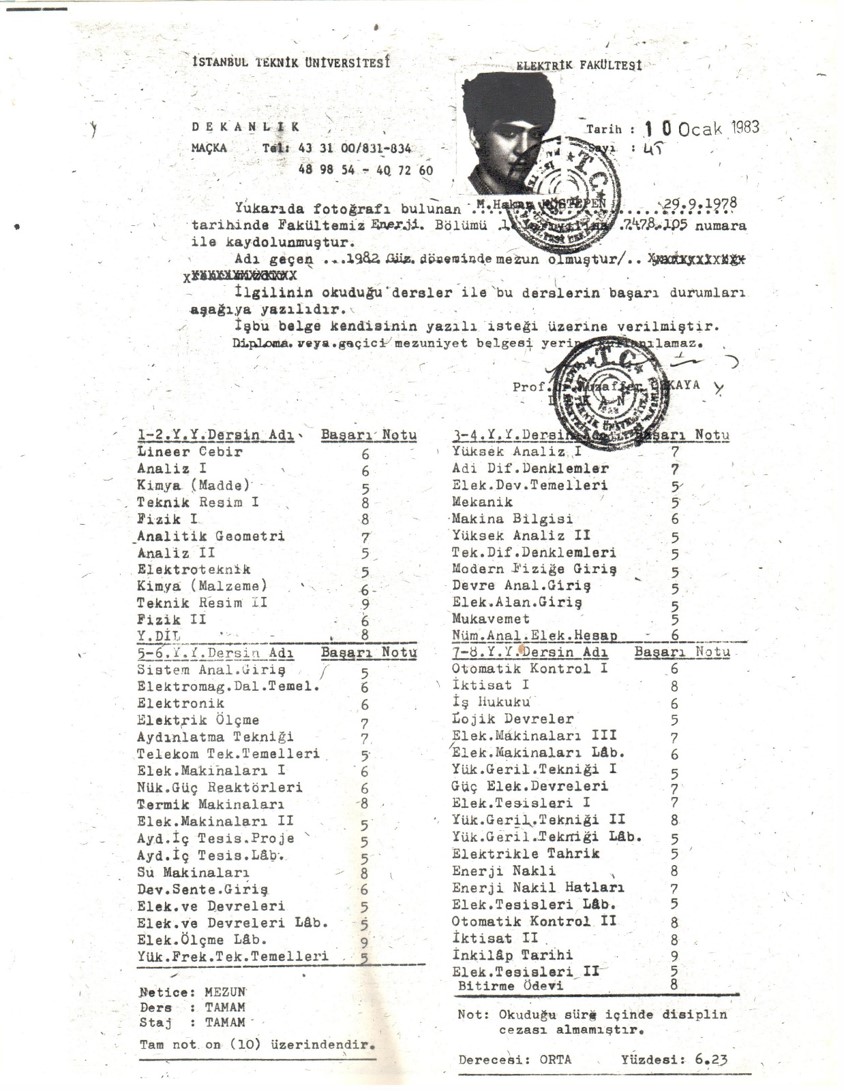 İSTANBUL TEKNİK ÜNİVERSİTESİ ELEKTRİK FAKÜLTESİ
DEKANLIK Tarih : 10 Ocak 1983
MAÇKA Tel: 43 31 00/831-834 Sayı :
48 98 54 - 40 72 60
Yukarıda fotoğrafı bulunan M.Hakan 29.9.1978
tarihinde Fakültemiz Enerji. Bölümü 7478.105 numara
ile kaydolunmuştur.
Adı geçen ...1982 Güz. döneminde mezun olmuştur/..
İlgilinin okuduğu dersler ile bu derslerin başarı durumları
aşağıya yazılıdır.
İşbu belge kendisinin yazılı isteği üzerine verilmiştir.
Diploma. veya.geçici mezuniyet belgesi yerine kullanılamaz.
T.C.
Prof. Muzaffer
1-2.Y.Y.Dersin Adı Başarı Notu
Lineer Cebir 6
Analiz I 6
Kimya (Madde) 5
Teknik Resim I 8
Fizik I 8
Analitik Geometri 7
Analiz II 5
Elektroteknik 5
Kimya (Malzeme) 6
Teknik Resim II 9
Fizik II 6
Y.DİL 8
3-4.Y.Y.Dersin Adı Başarı Notu
Yüksek Analiz I 7
Adi Dif.Denklemler 7
Elek.Dev.Temelleri 5
Mekanik 5
Makina Bilgisi 6
Yüksek Analiz II 5
Tek.Dif.Denklemleri 5
Modern Fiziğe Giriş 5
Devre Anal.Giriş 5
Elek.Alan.Giriş 5
Mukavemet 5
Nüm.Anal.Elek.Hesap 6
5-6.Y.Y.Dersin Adı Başarı Notu
Sistem Anal.Giriş 5
Elektromag.Dal.Temel. 6
Elektronik 6
Elektrik Ölçme 7
Aydınlatma Tekniği 7
Telekom Tek.Temelleri 5
Elek.Makinaları I 6
Nük.Güç Reaktörleri 6
Termik Makinaları 8
Elek.Makinaları II 5
Ayd.İç Tesis.Proje 5
Ayd.İç Tesis.Lâb. 5
Su Makinaları 8
Dev.Sente.Giriş 6
Elek.ve Devreleri 5
Elek.ve Devreleri Lâb. 5
Elek.Ölçme Lâb. 9
Yük.Frek.Tek.Temelleri 5
7-8.Y.Y.Dersin Adı Başarı Notu
Otomatik Kontrol I 6
İktisat I 8
İş Hukuku 6
Lojik Devreler 5
Elek.Makinaları III 7
Elek.Makinaları Lâb. 6
Yük.Geril.Tekniği I 5
Güç Elek.Devreleri 7
Elek.Tesisleri I 7
Yük.Geril.Tekniği II 8
Yük.Geril.Tekniği Lâb. 5
Elektrikle Tahrik 5
Enerji Nakli 8
Enerji Nakil Hatları 7
Elek.Tesisleri Lâb. 5
Otomatik Kontrol II 8
İktisat II 8
İnkilâp Tarihi 9
Elek.Tesisleri II 5
Bitirme Ödevi 8
Netice: MEZUN
Ders : TAMAM
Staj : TAMAM
Tam not on (10) üzerindendir.
Not: Okuduğu süre içinde disiplin
cezası almamıştır.
Derecesi: ORTA Yüzdesi: 6.23